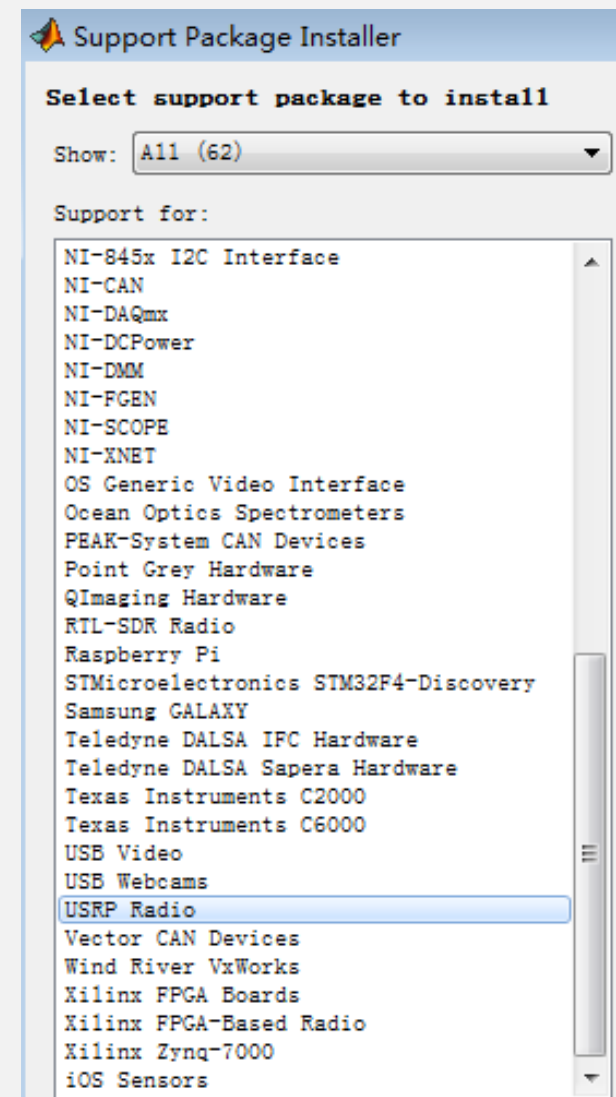 Support Package Installer
Select support package to install
Show: All (62)
Support for:
NI-845x I2C Interface
NI-CAN
NI-DAQmx
NI-DCPower
NI-DMM
NI-FGEN
NI-SCOPE
NI-XNET
OS Generic Video Interface
Ocean Optics Spectrometers
PEAK-System CAN Devices
Point Grey Hardware
QImaging Hardware
RTL-SDR Radio
Raspberry Pi
STMicroelectronics STM32F4-Discovery
Samsung GALAXY
Teledyne DALSA IFC Hardware
Teledyne DALSA Sapera Hardware
Texas Instruments C2000
Texas Instruments C6000
USB Video
USB Webcams
USRP Radio
Vector CAN Devices
Wind River VxWorks
Xilinx FPGA Boards
Xilinx FPGA-Based Radio
Xilinx Zynq-7000
iOS Sensors